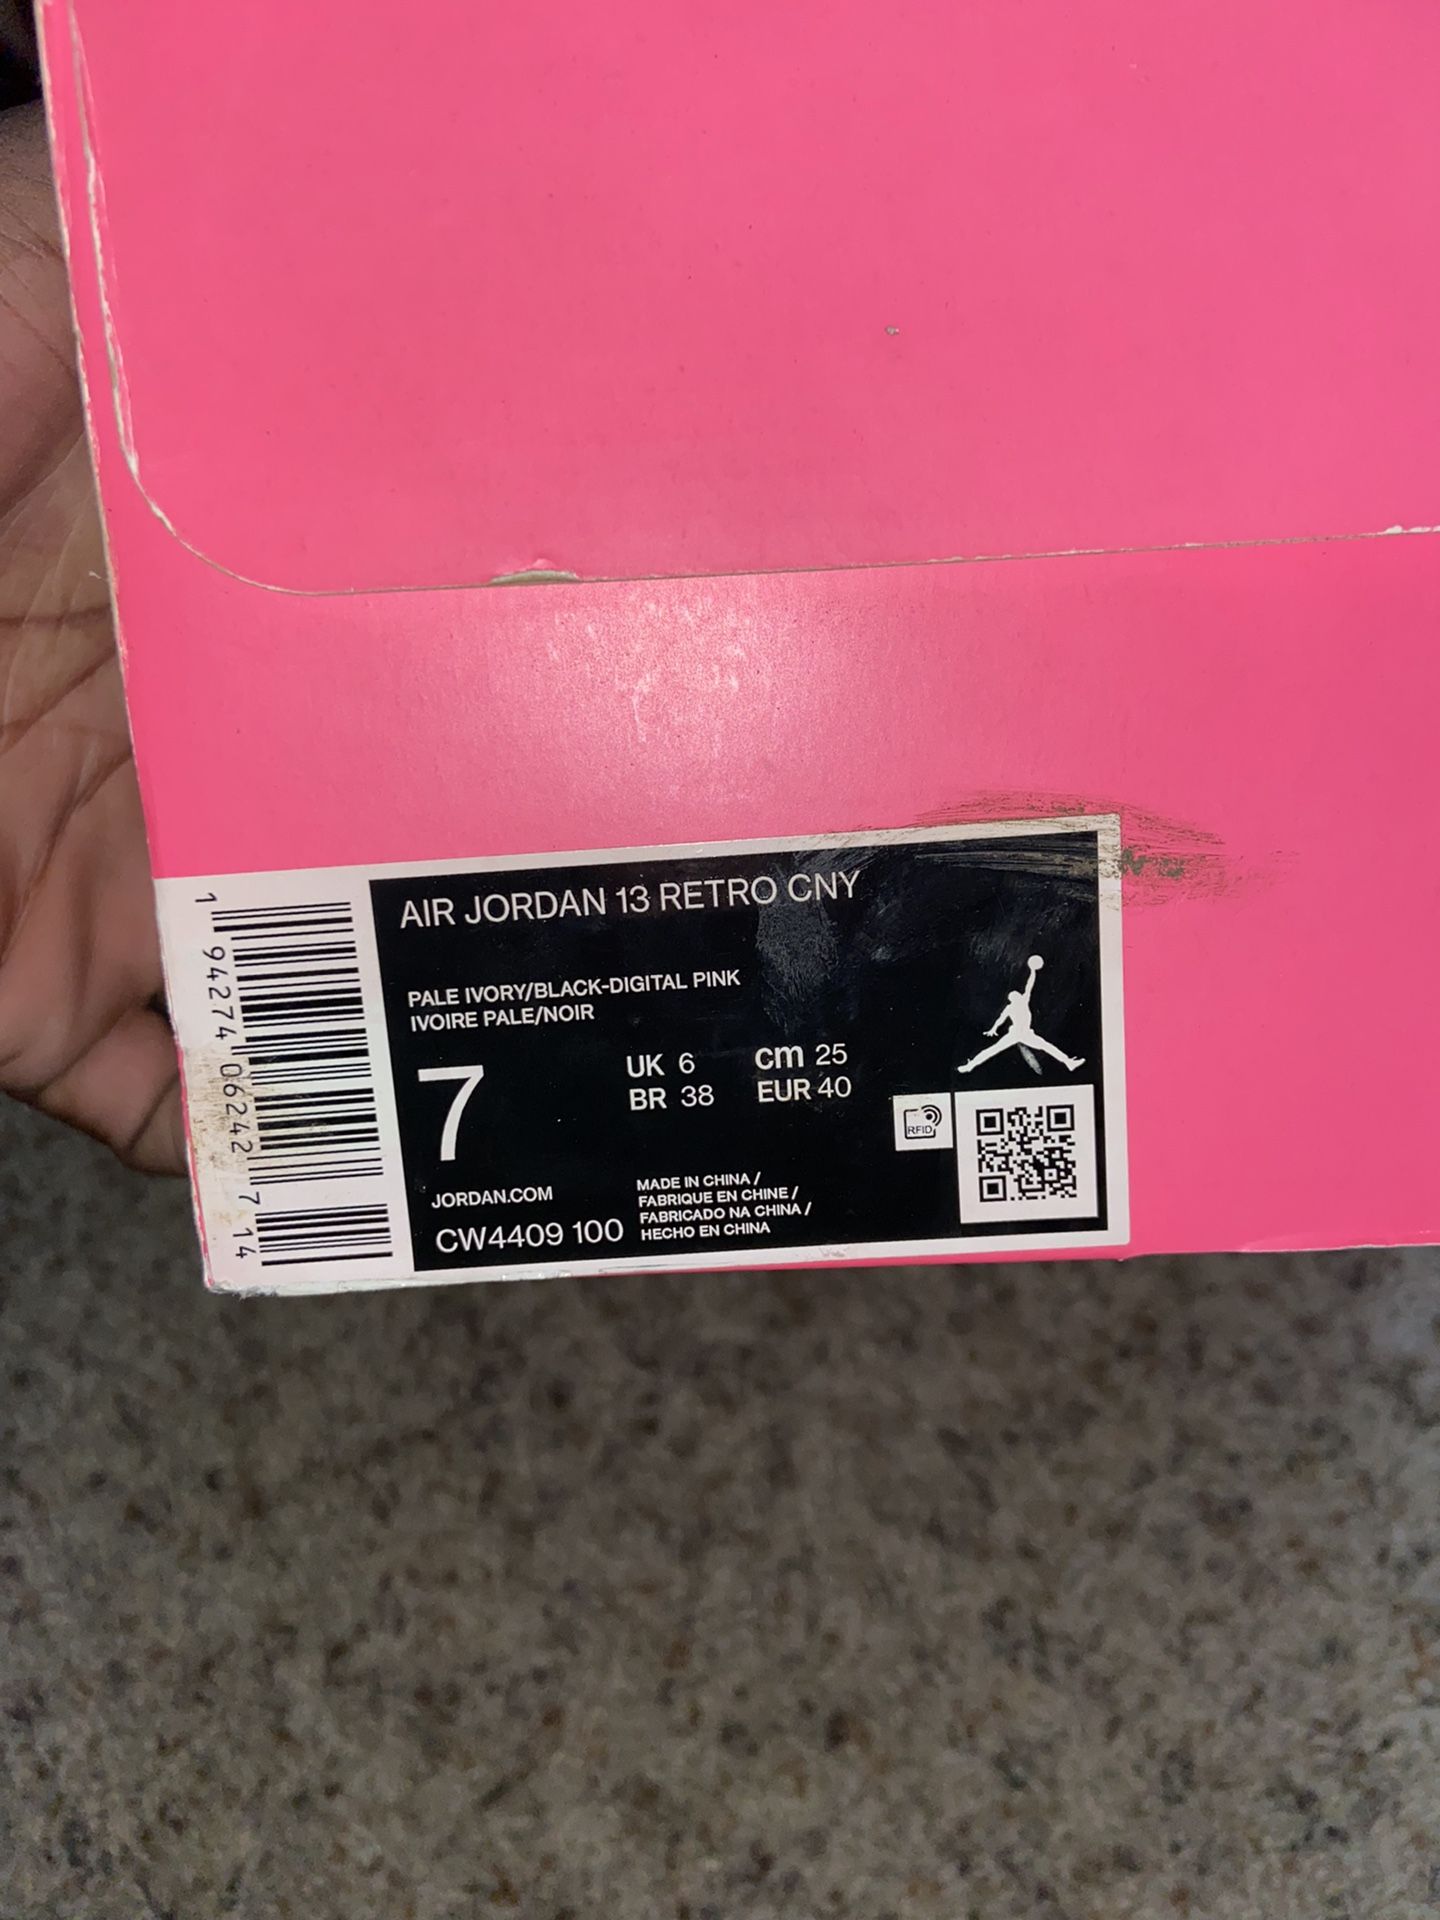 AIR JORDAN 13 RETRO CNY
PALE IVORY/BLACK-DIGITAL PINK
IVOIRE PALE/NOIR
7
UK 6 cm 25
BR 38 EUR 40
RFID
JORDAN.COM
CW4409 100
MADE IN CHINA /
FABRIQUE EN CHINE /
FABRICADO NA CHINA /
HECHO EN CHINA
1 94274 06242 7 14